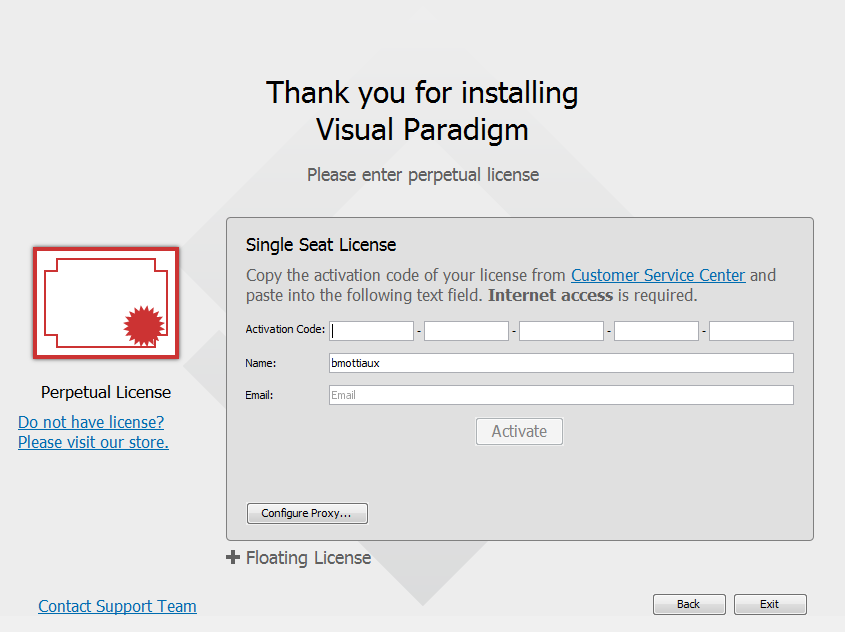 Thank you for installing
Visual Paradigm
Please enter perpetual license
Single Seat License
Copy the activation code of your license from Customer Service Center and
paste into the following text field. Internet access is required.
Activation Code: - - - -
Name: bmottiaux
Email: Email
Activate
Configure Proxy...
Perpetual License
Do not have license?
Please visit our store.
Floating License
Contact Support Team
Back Exit